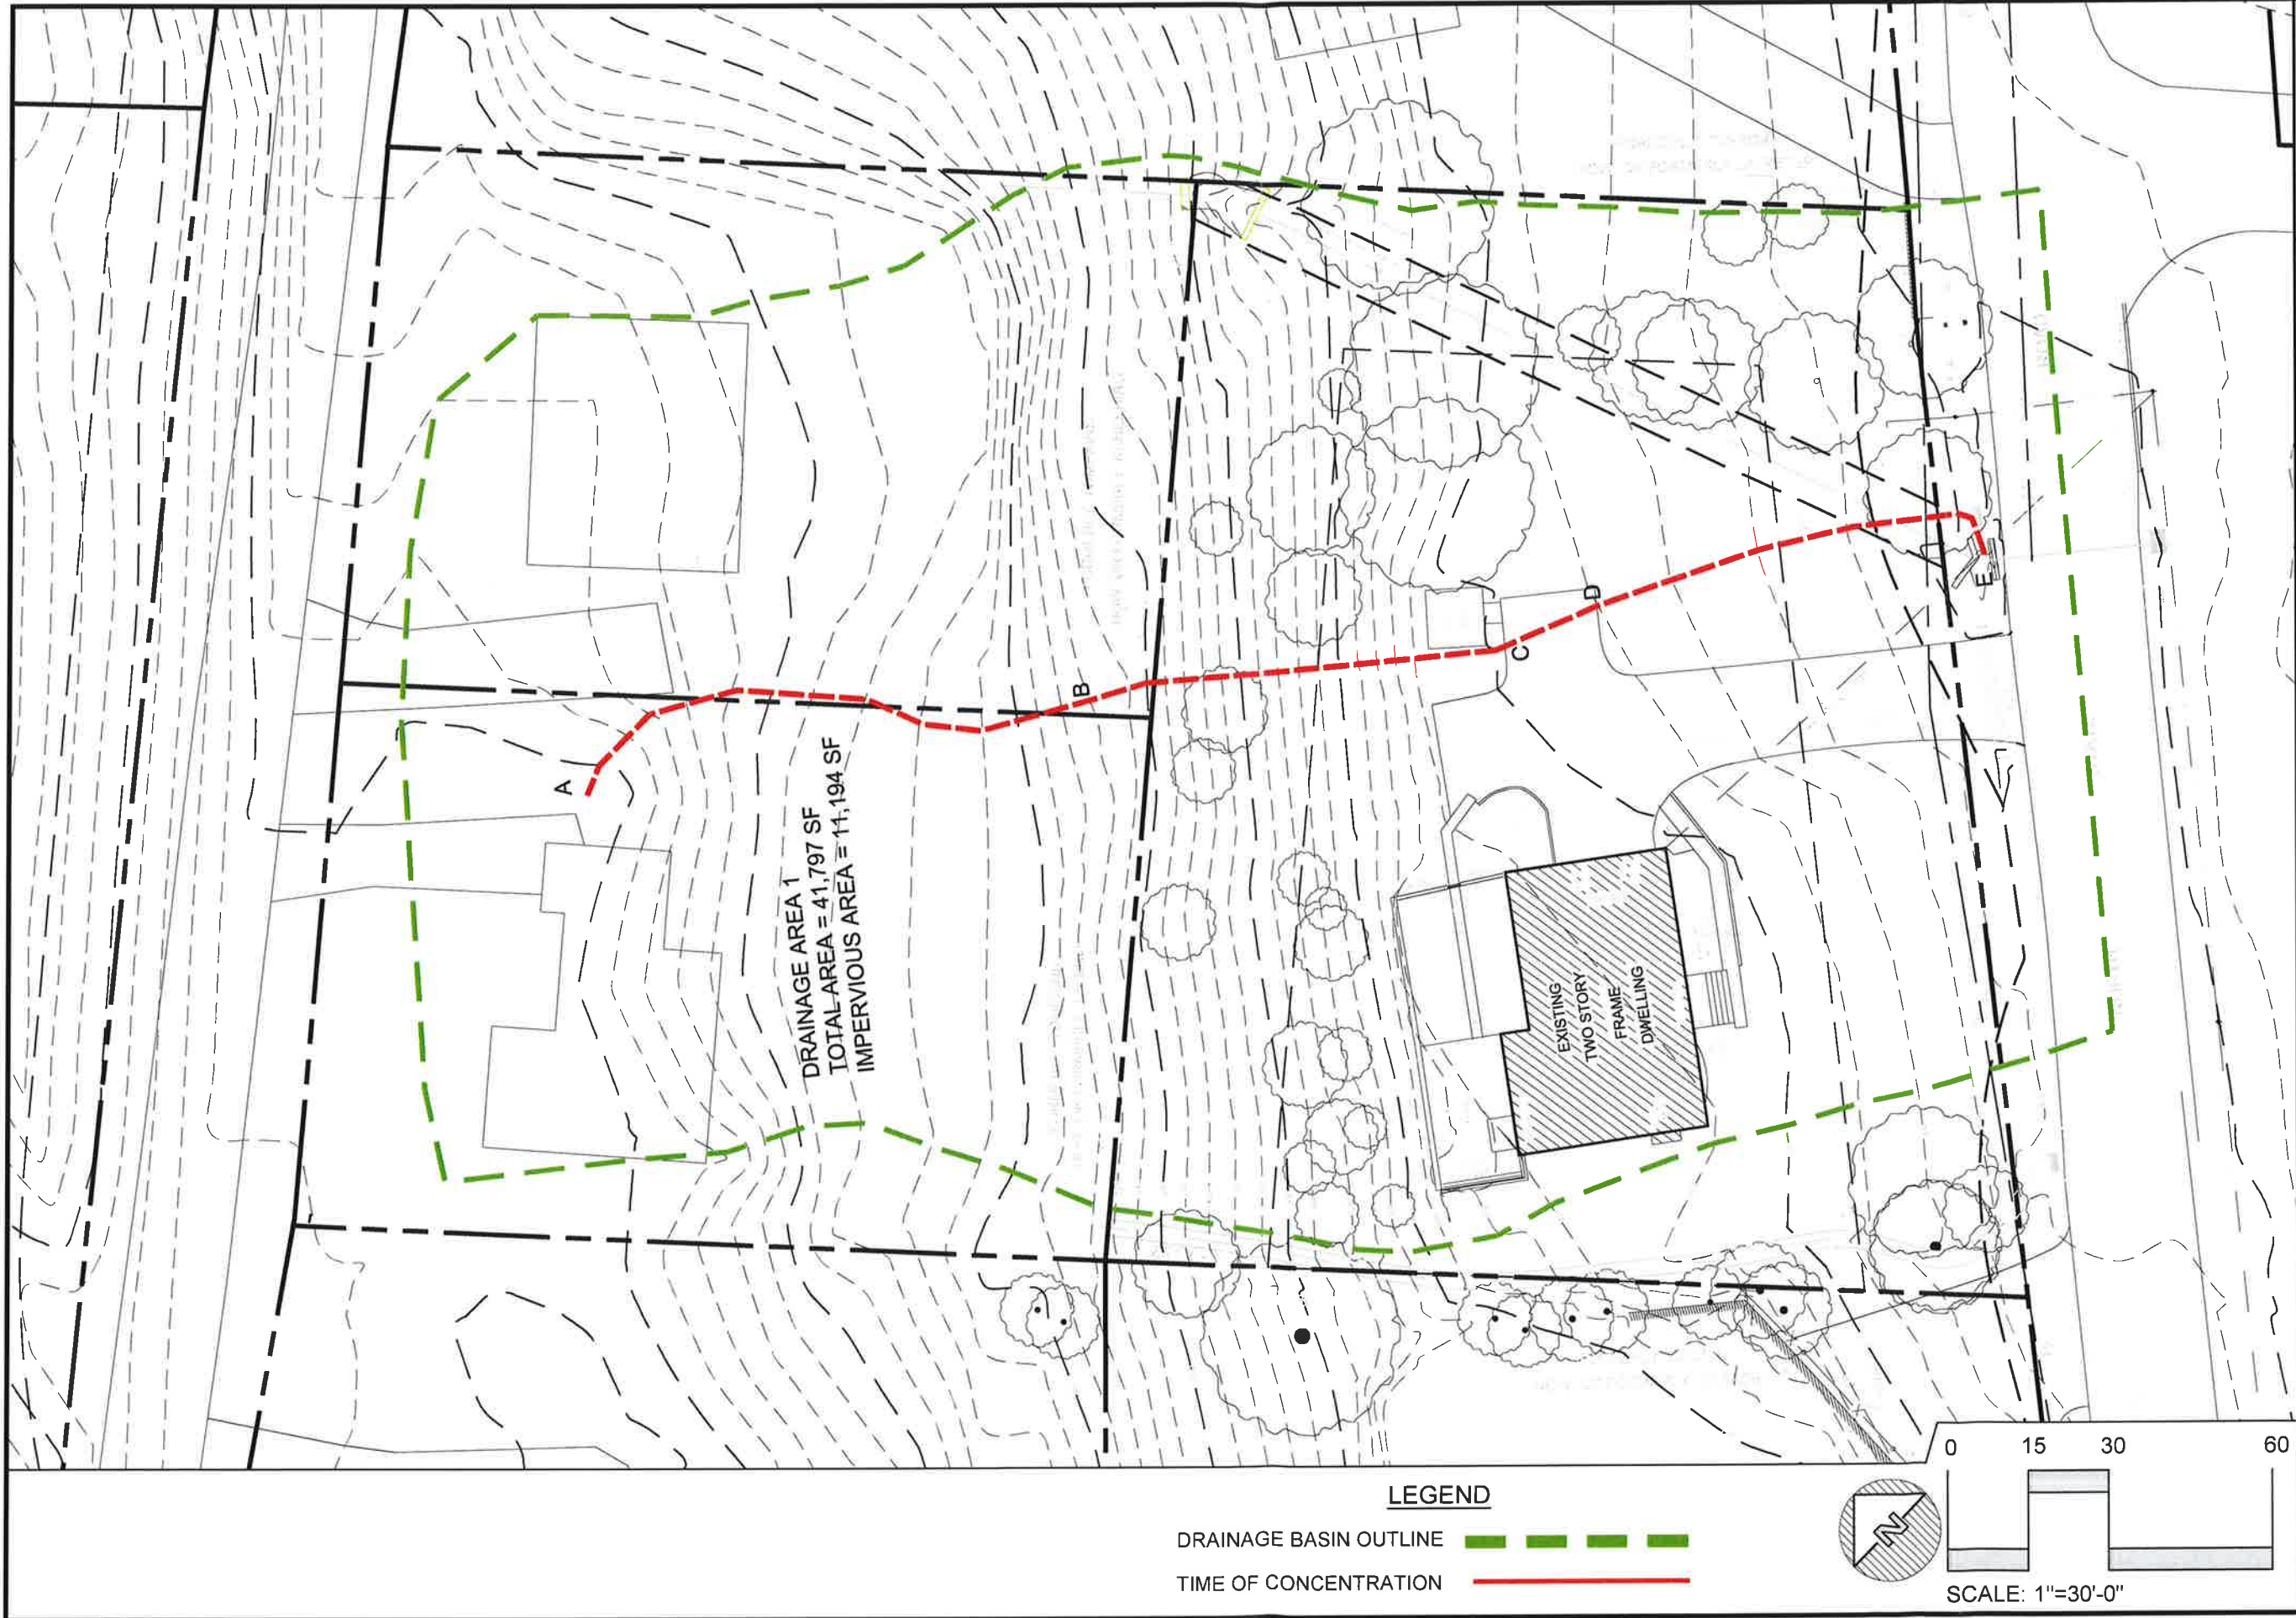 A
B
C
D
E
DRAINAGE AREA 1
TOTAL AREA = 41,797 SF
IMPERVIOUS AREA = 11,194 SF
EXISTING
TWO STORY
FRAME
DWELLING
LEGEND
DRAINAGE BASIN OUTLINE
TIME OF CONCENTRATION
N
0 15 30 60
SCALE: 1"=30'-0"